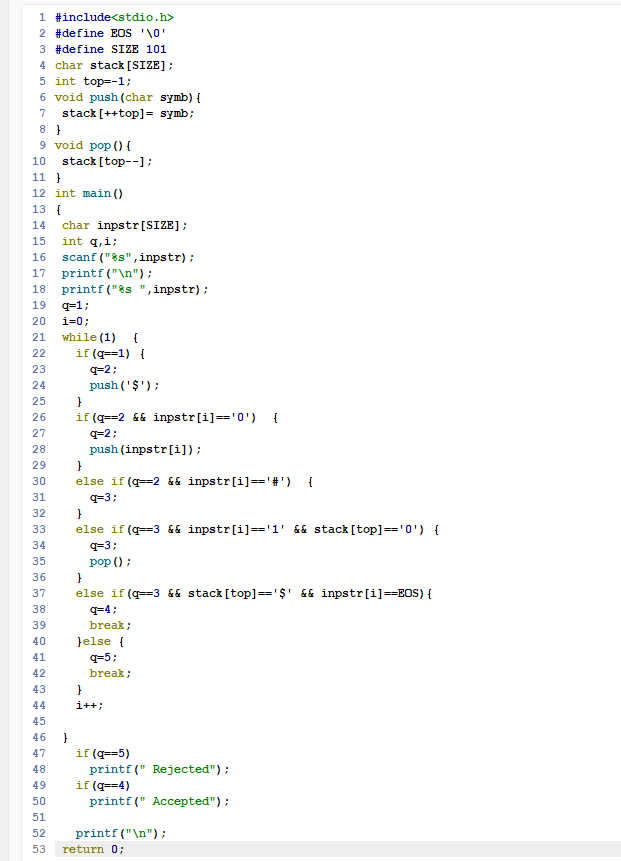 1 #include<stdio.h>
2 #define EOS '\0'
3 #define SIZE 101
4 char stack[SIZE];
5 int top=-1;
6 void push(char symb){
7  stack[++top]= symb;
8 }
9 void pop(){
10  stack[top--];
11 }
12 int main()
13 {
14  char inpstr[SIZE];
15  int q,i;
16  scanf("%s",inpstr);
17  printf("\n");
18  printf("%s ",inpstr);
19  q=1;
20  i=0;
21  while(1)  {
22    if(q==1) {
23      q=2;
24      push('$');
25    }
26    if(q==2 && inpstr[i]=='0')  {
27      q=2;
28      push(inpstr[i]);
29    }
30    else if(q==2 && inpstr[i]=='#')  {
31      q=3;
32    }
33    else if(q==3 && inpstr[i]=='1' && stack[top]=='0') {
34      q=3;
35      pop();
36    }
37    else if(q==3 && stack[top]=='$' && inpstr[i]==EOS){
38      q=4;
39      break;
40    }else {
41      q=5;
42      break;
43    }
44    i++;
45
46  }
47    if(q==5)
48      printf(" Rejected");
49    if(q==4)
50      printf(" Accepted");
51
52    printf("\n");
53  return 0;